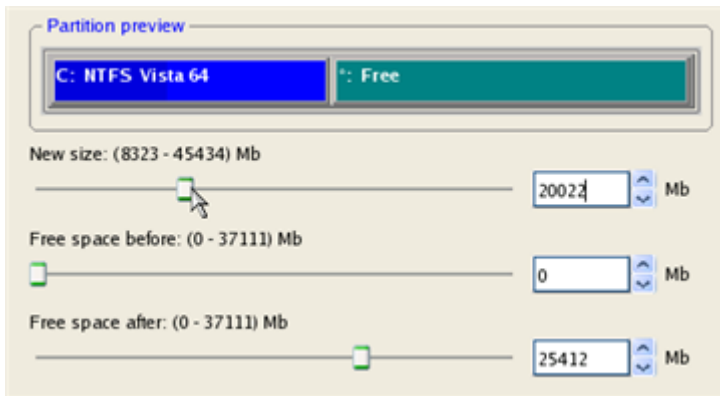 Partition preview
C: NTFS Vista 64 *: Free
New size: (8323 - 45434) Mb
20022 Mb
Free space before: (0 - 37111) Mb
0 Mb
Free space after: (0 - 37111) Mb
25412 Mb